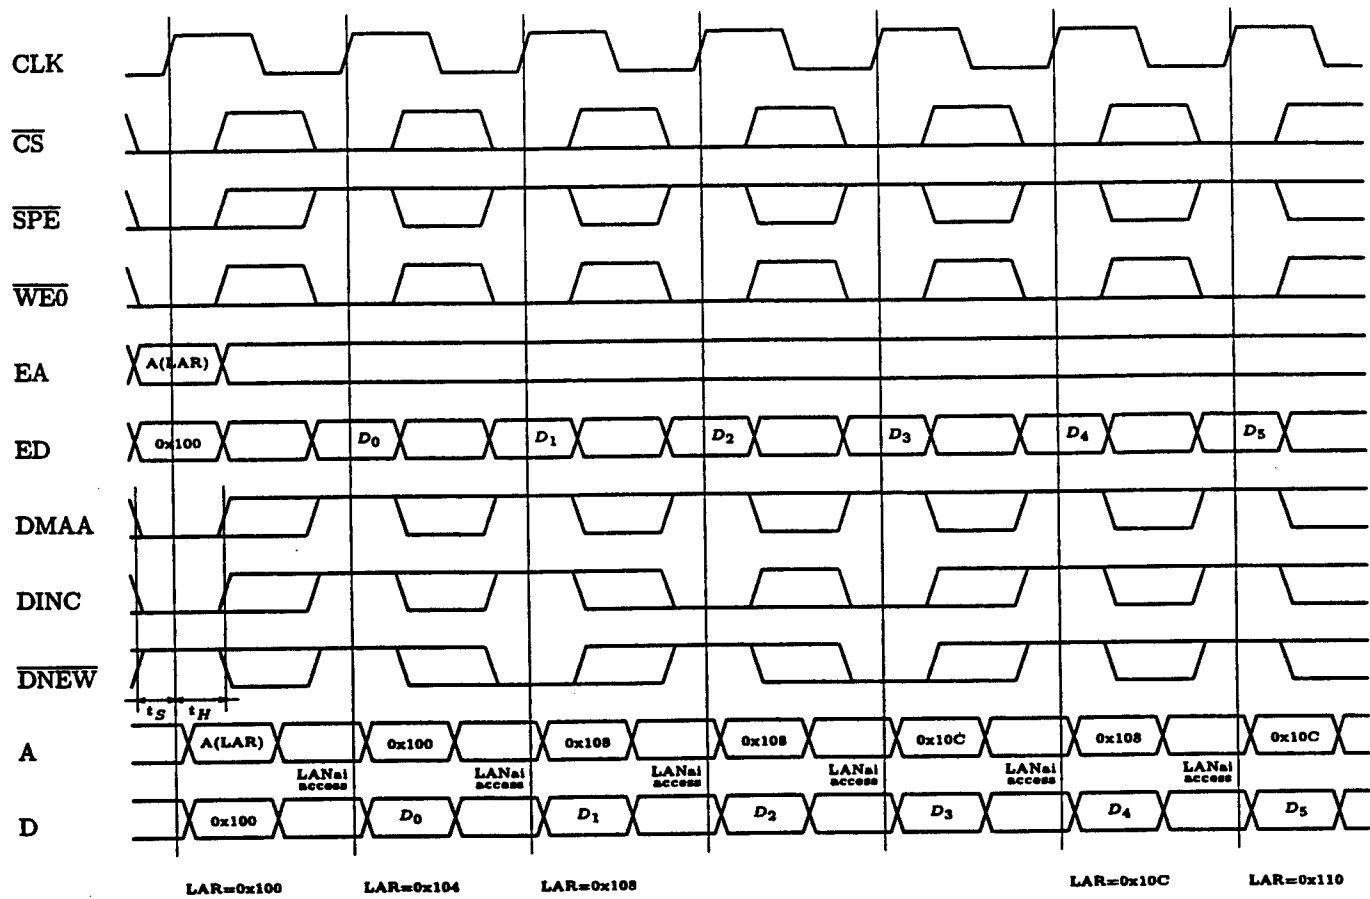 CLK
CS
SPE
WE0
EA A(LAR)
ED 0x100 D0 D1 D2 D3 D4 D5
DMAA
DINC
DNEW
tS tH
A A(LAR) 0x100 0x108 0x108 0x10C 0x108 0x10C
LANai access LANai access LANai access LANai access LANai access LANai access
D 0x100 D0 D1 D2 D3 D4 D5
LAR=0x100 LAR=0x104 LAR=0x108 LAR=0x10C LAR=0x110